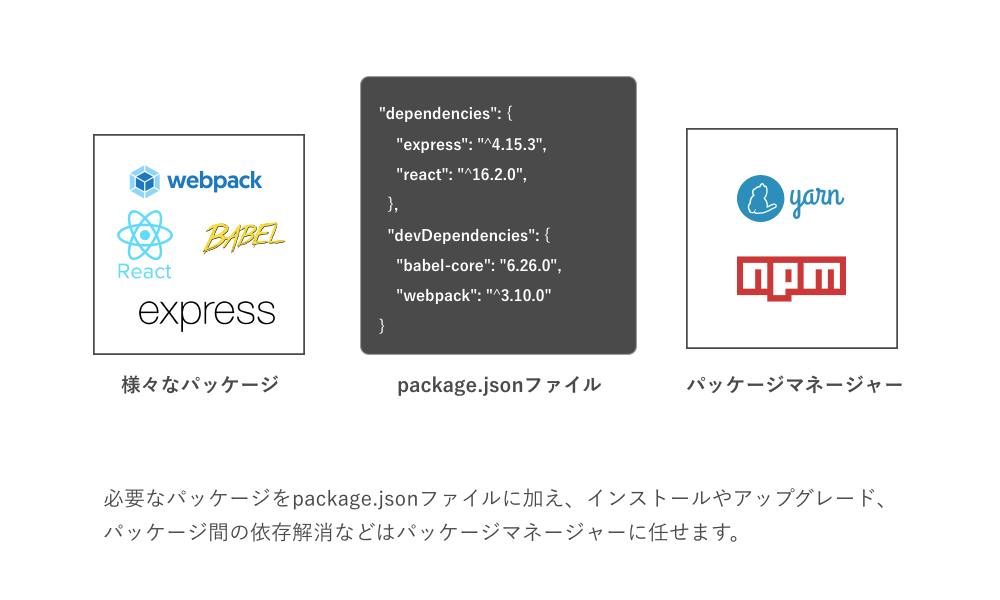 webpack
React
BABEL
express
様々なパッケージ
"dependencies": {
"express": "^4.15.3",
"react": "^16.2.0",
},
"devDependencies": {
"babel-core": "6.26.0",
"webpack": "^3.10.0"
}
package.jsonファイル
yarn
npm
パッケージマネージャー
必要なパッケージをpackage.jsonファイルに加え、インストールやアップグレード、
パッケージ間の依存解消などはパッケージマネージャーに任せます。